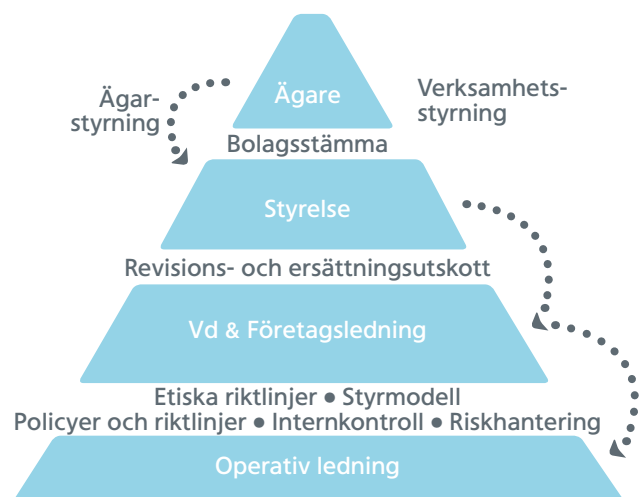 Ägare
Ägar-
styrning
Verksamhets-
styrning
Bolagsstämma
Styrelse
Revisions- och ersättningsutskott
Vd & Företagsledning
Etiska riktlinjer • Styrmodell
Policyer och riktlinjer • Internkontroll • Riskhantering
Operativ ledning